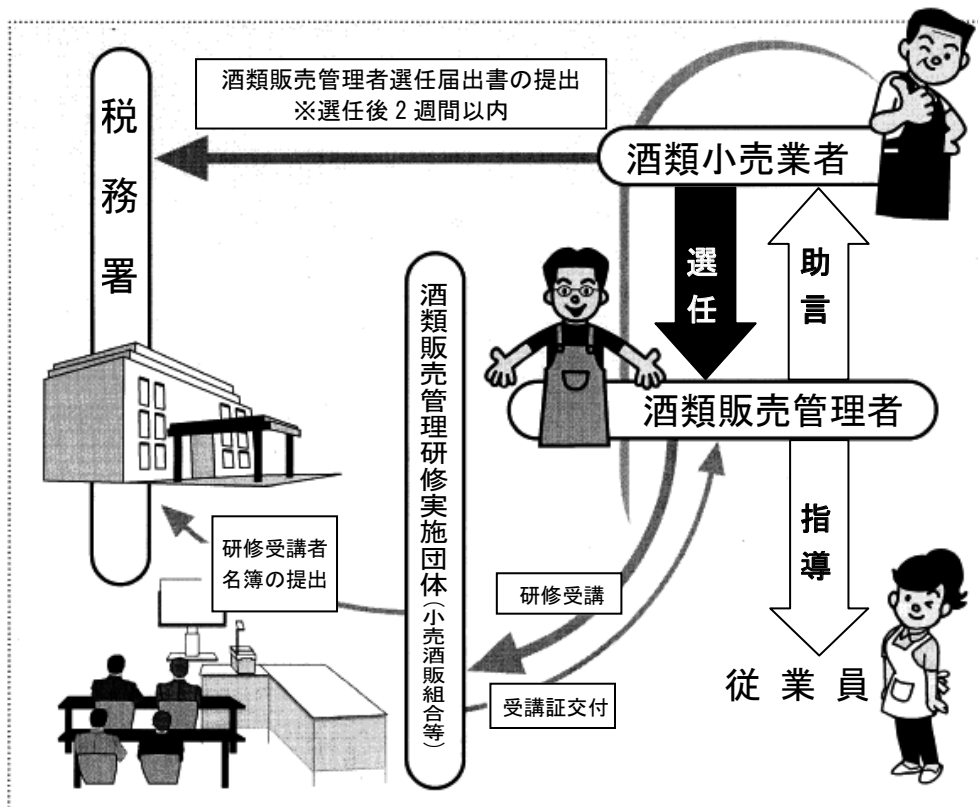 酒類販売管理者選任届出書の提出
※選任後2週間以内
税務署
酒類小売業者
選任
助言
酒類販売管理者
酒類販売管理研修実施団体(小売酒販組合等)
指導
研修受講者
名簿の提出
研修受講
受講証交付
従業員